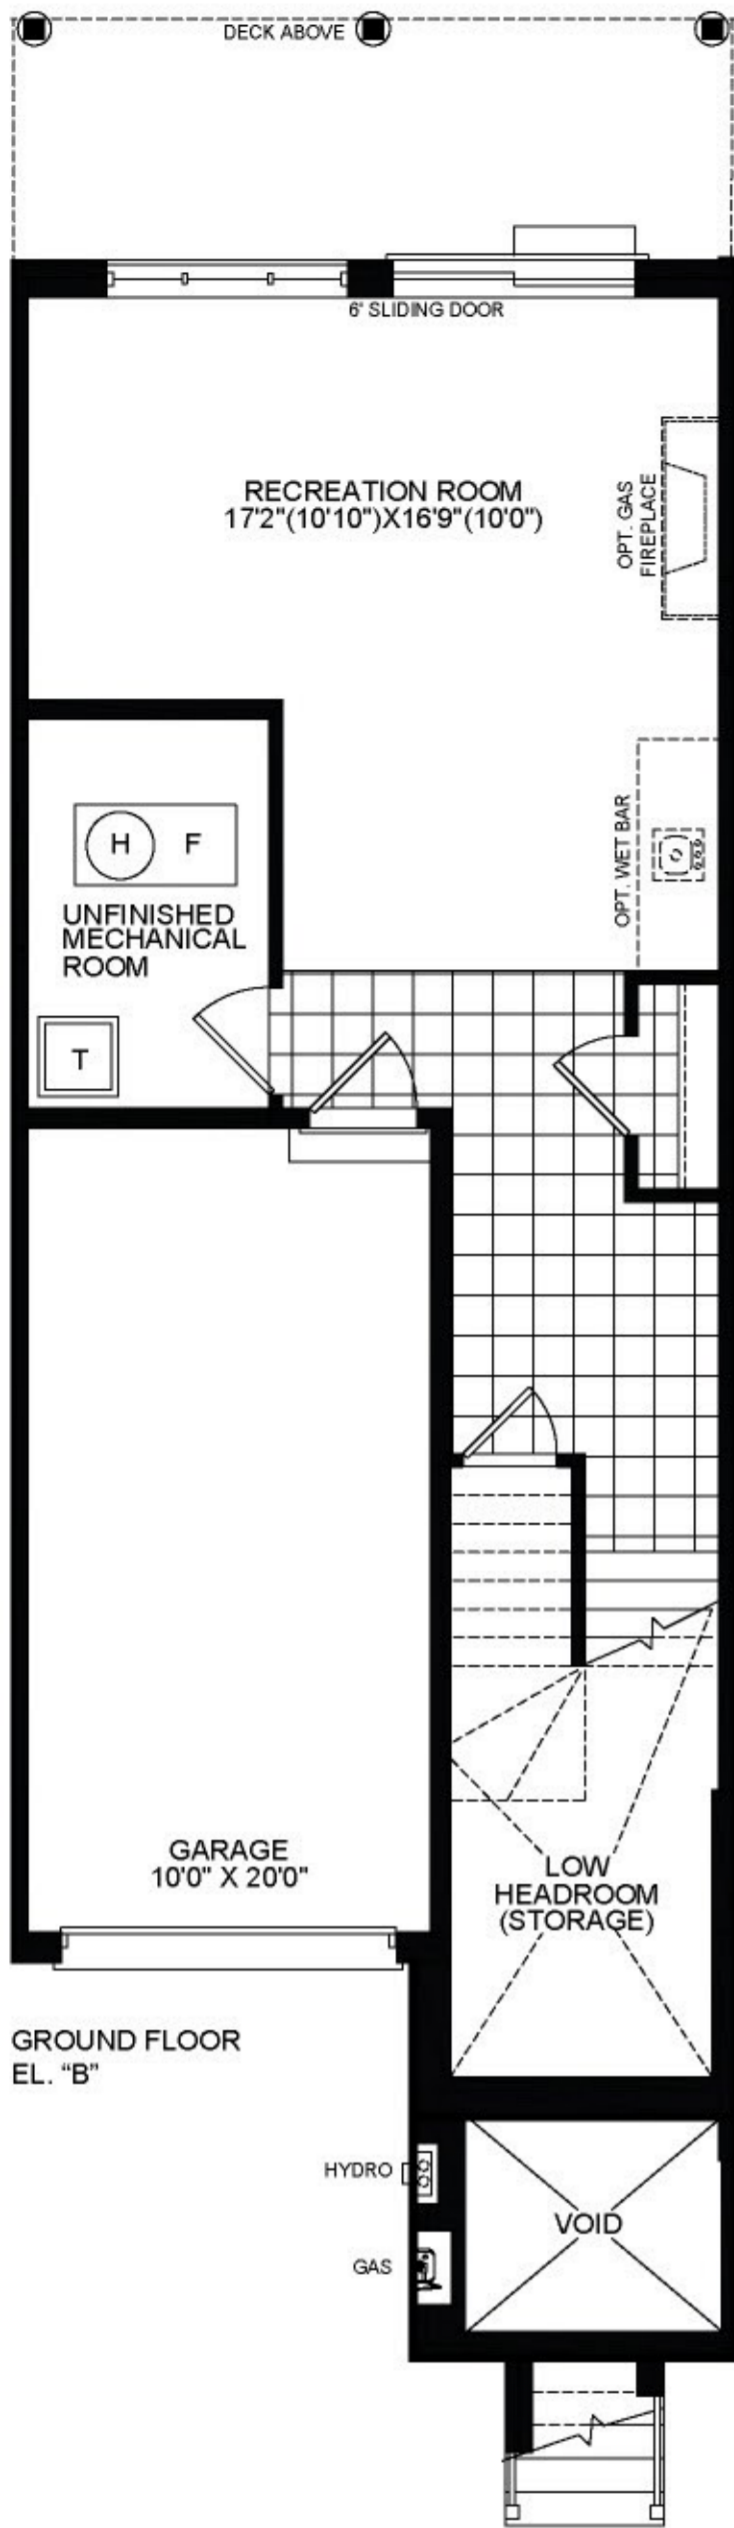 DECK ABOVE
6' SLIDING DOOR
RECREATION ROOM
17'2"(10'10")X16'9"(10'0")
OPT. GAS
FIREPLACE
OPT. WET BAR
H F
UNFINISHED
MECHANICAL
ROOM
T
GARAGE
10'0" X 20'0"
LOW
HEADROOM
(STORAGE)
GROUND FLOOR
EL. “B”
HYDRO
VOID
GAS